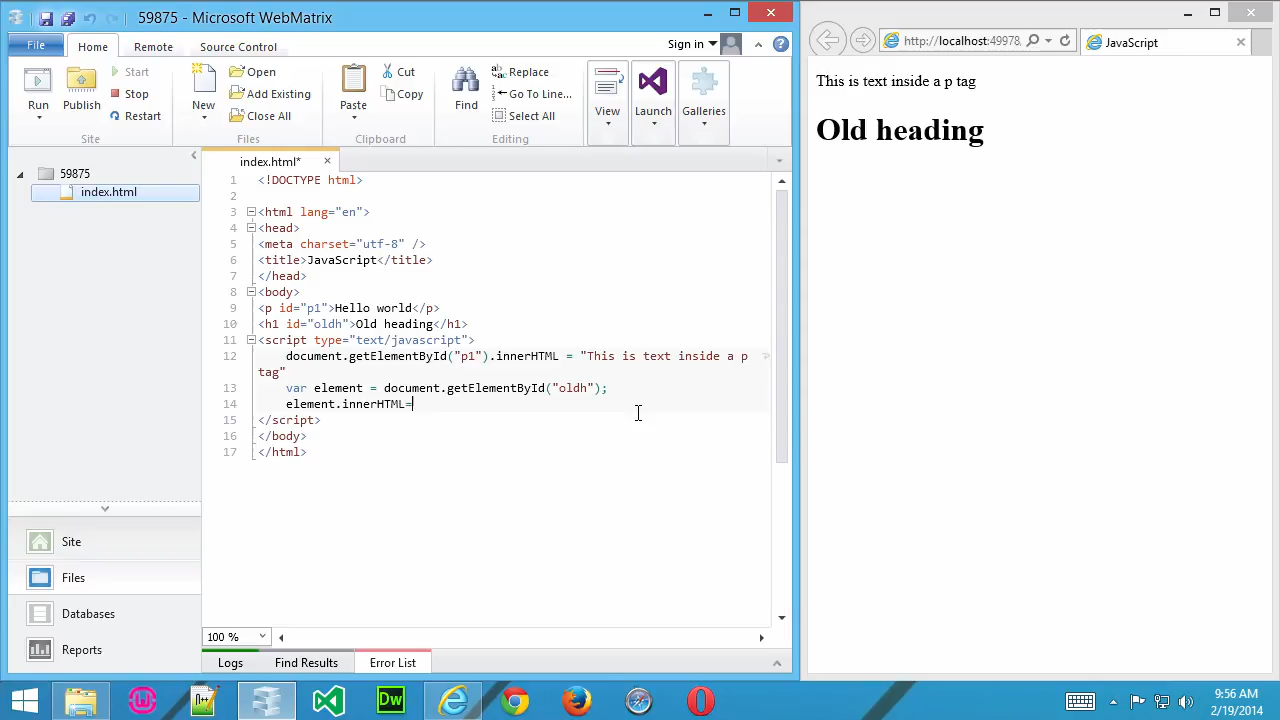 59875 - Microsoft WebMatrix
File Home Remote Source Control Sign in
Run
Publish
Start
Stop
Restart
Site
New
Open
Add Existing
Close All
Files
Paste
Cut
Copy
Clipboard
Find
Replace
Go To Line...
Select All
Editing
View
Launch
Galleries
59875
index.html
index.html*
1 <!DOCTYPE html>
2
3 <html lang="en">
4 <head>
5 <meta charset="utf-8" />
6 <title>JavaScript</title>
7 </head>
8 <body>
9 <p id="p1">Hello world</p>
10 <h1 id="oldh">Old heading</h1>
11 <script type="text/javascript">
12 document.getElementById("p1").innerHTML = "This is text inside a p
tag"
13 var element = document.getElementById("oldh");
14 element.innerHTML=
15 </script>
16 </body>
17 </html>
Site
Files
Databases
Reports
100 %
Logs Find Results Error List
http://localhost:49978,
JavaScript
This is text inside a p tag
Old heading
Dw
9:56 AM
2/19/2014